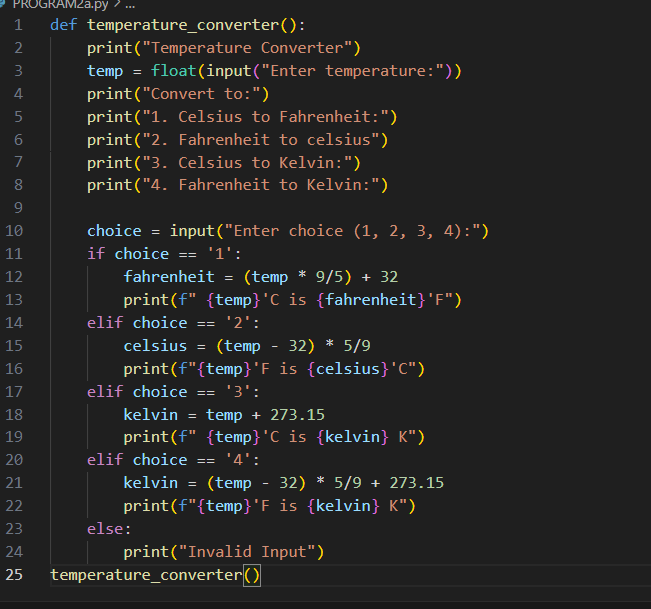 PROGRAM2a.py > ...
1 def temperature_converter():
2     print("Temperature Converter")
3     temp = float(input("Enter temperature:"))
4     print("Convert to:")
5     print("1. Celsius to Fahrenheit:")
6     print("2. Fahrenheit to celsius")
7     print("3. Celsius to Kelvin:")
8     print("4. Fahrenheit to Kelvin:")
9
10     choice = input("Enter choice (1, 2, 3, 4):")
11     if choice == '1':
12         fahrenheit = (temp * 9/5) + 32
13         print(f" {temp}'C is {fahrenheit}'F")
14     elif choice == '2':
15         celsius = (temp - 32) * 5/9
16         print(f"{temp}'F is {celsius}'C")
17     elif choice == '3':
18         kelvin = temp + 273.15
19         print(f" {temp}'C is {kelvin} K")
20     elif choice == '4':
21         kelvin = (temp - 32) * 5/9 + 273.15
22         print(f"{temp}'F is {kelvin} K")
23     else:
24         print("Invalid Input")
25 temperature_converter()